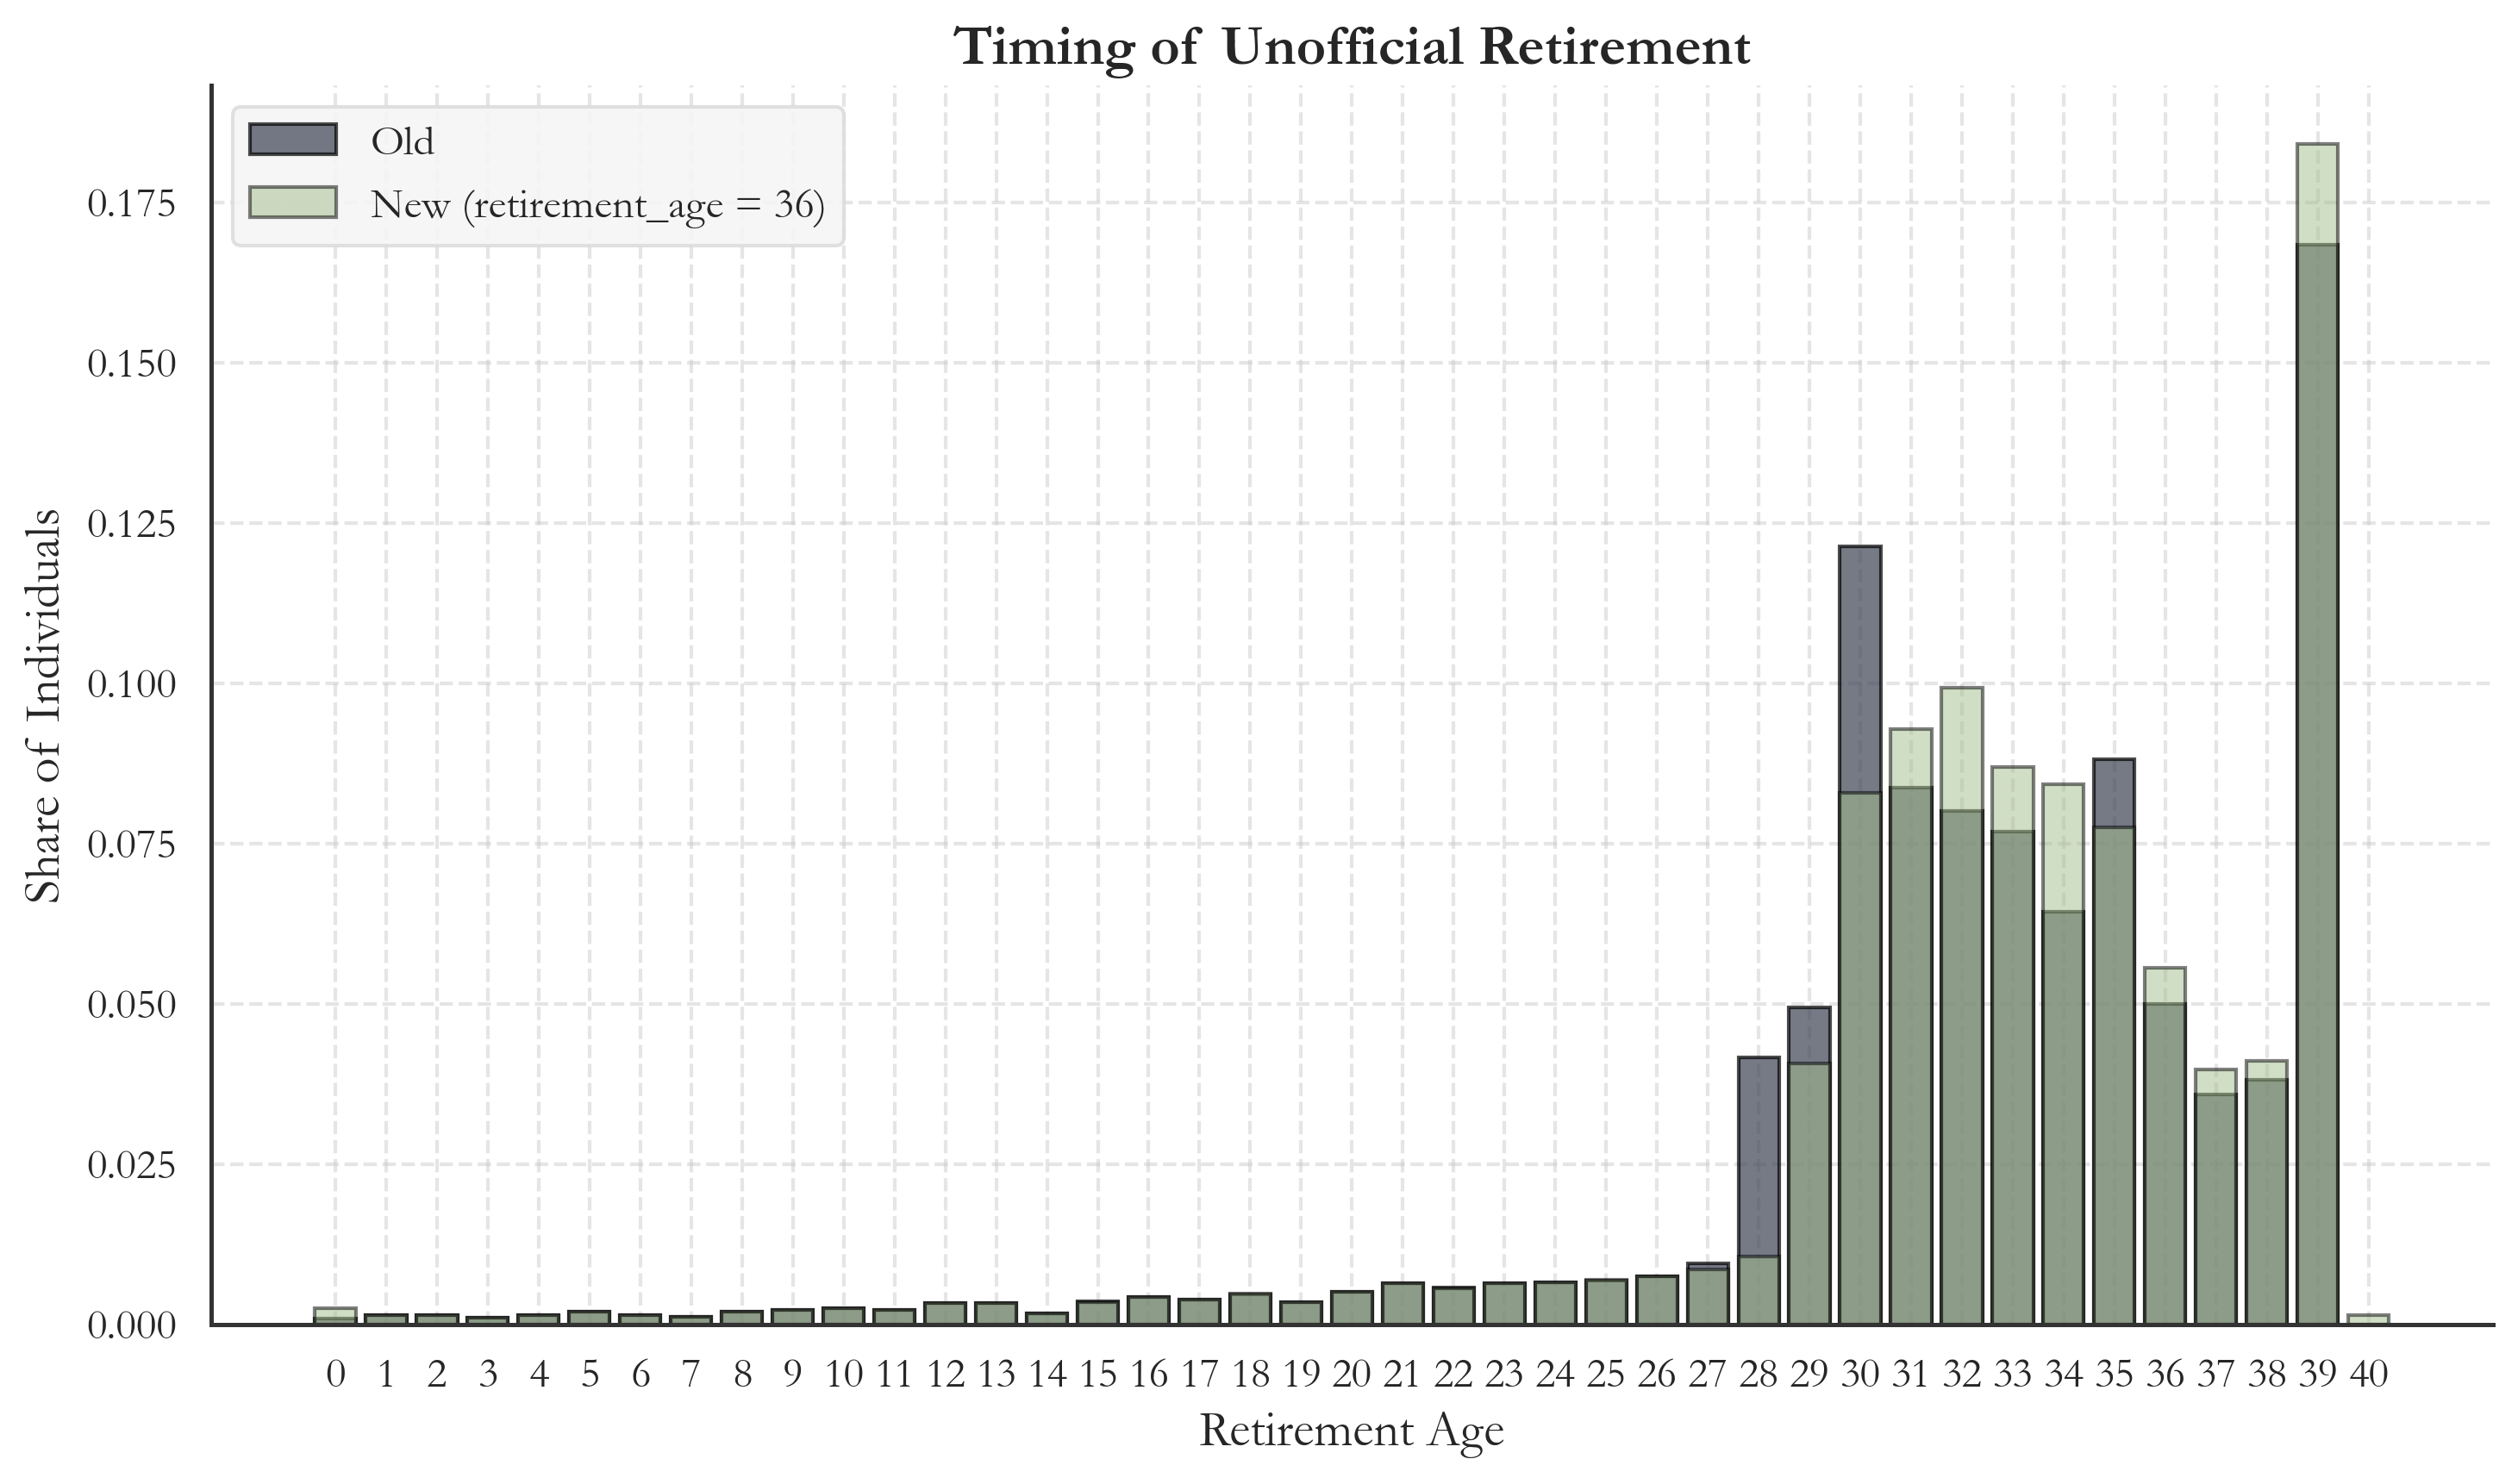 Timing of Unofficial Retirement
Old
New (retirement_age = 36)
0.175
0.150
0.125
0.100
0.075
0.050
0.025
0.000
Share of Individuals
0 1 2 3 4 5 6 7 8 9 10 11 12 13 14 15 16 17 18 19 20 21 22 23 24 25 26 27 28 29 30 31 32 33 34 35 36 37 38 39 40
Retirement Age